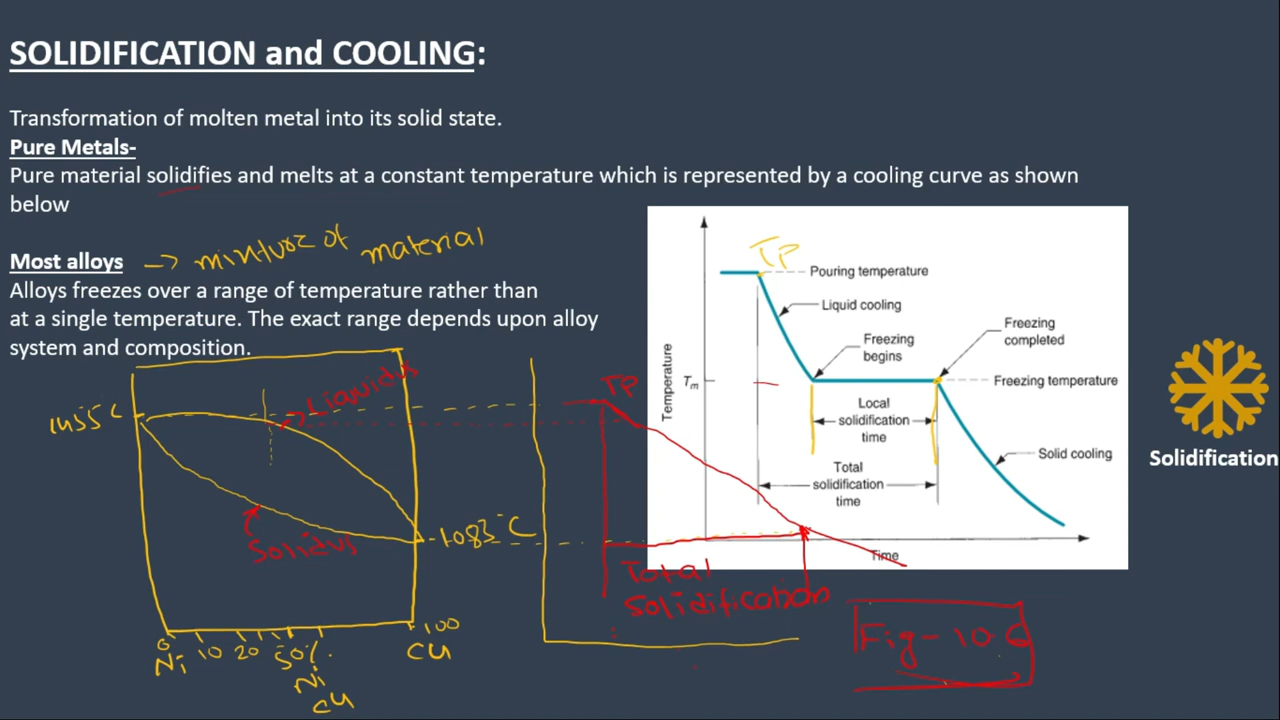 SOLIDIFICATION and COOLING:
Transformation of molten metal into its solid state.
Pure Metals-
Pure material solidifies and melts at a constant temperature which is represented by a cooling curve as shown
below
Most alloys -> mixture of material
Alloys freezes over a range of temperature rather than
at a single temperature. The exact range depends upon alloy
system and composition.
TP
Pouring temperature
Liquid cooling
Freezing
begins
Freezing
completed
Temperature
Tm
Freezing temperature
Local
solidification
time
Total
solidification
time
Solid cooling
Time
Solidification
1455°C
Liquidus
Solidus
-1083°C
0
Ni
10
20
50%
Ni
Cu
100
Cu
TP
Total
Solidification
Fig-10.6